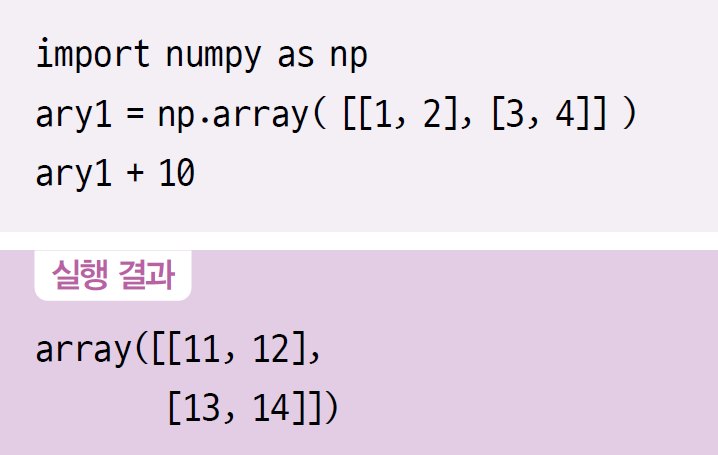 import numpy as np
ary1 = np.array( [[1, 2], [3, 4]] )
ary1 + 10
실행 결과
array([[11, 12],
[13, 14]])